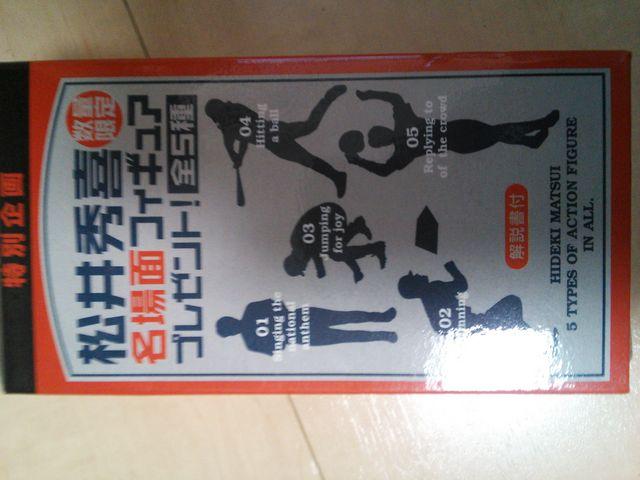 特別企画
松井秀喜
数量
限定
名場面フィギュア
プレゼント!全5種
01
Singing the
national
anthem
02
03
Jumping
for joy
04
Hitting
a ball
05
Replying to
of the crowd
解説書付
HIDEKI MATSUI
5 TYPES OF ACTION FIGURE
IN ALL.